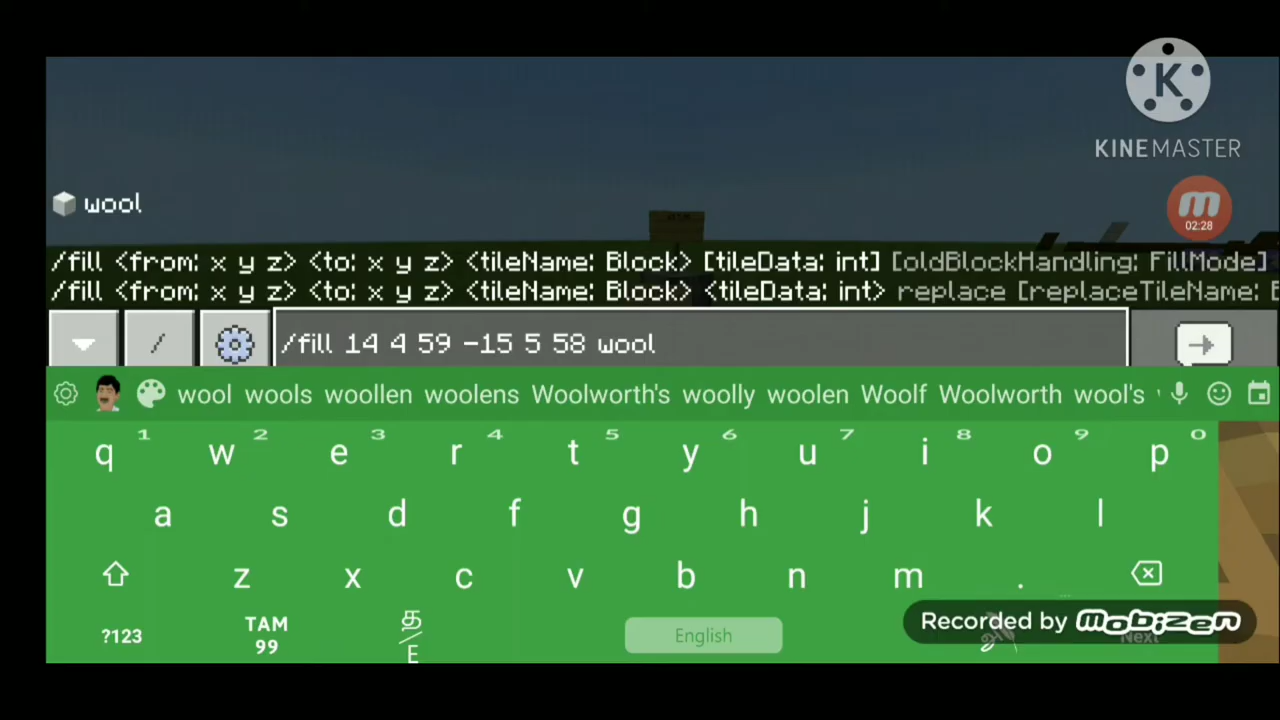 KINEMASTER
wool
02:28
/fill <from: x y z> <to: x y z> <tileName: Block> [tileData: int] [oldBlockHandling: FillMode]
/fill <from: x y z> <to: x y z> <tileName: Block> <tileData: int> replace [replaceTileName:
/fill 14 4 59 -15 5 58 wool
wool wools woollen woolens Woolworth's woolly woolen Woolf Woolworth wool's
1 2 3 4 5 6 7 8 9 0
q w e r t y u i o p
a s d f g h j k l
z x c v b n m .
Recorded by mobizen
?123 TAM 99 த/E English Next